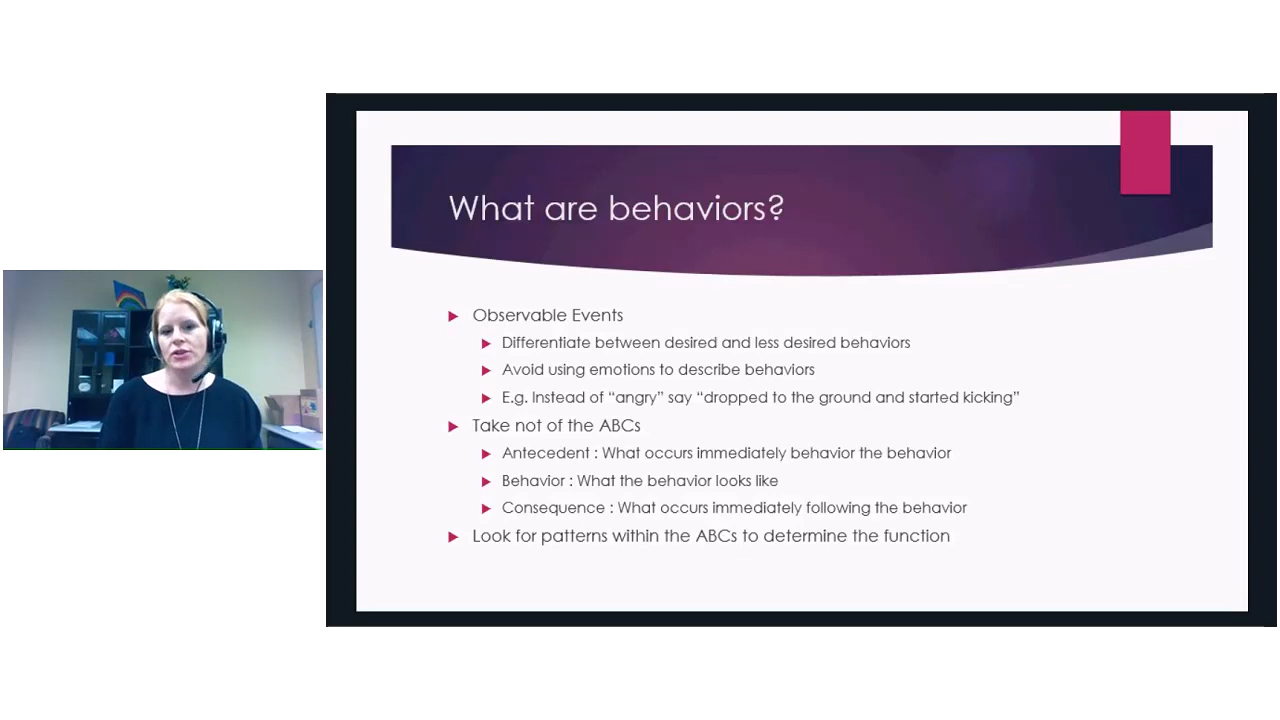 What are behaviors?
Observable Events
Differentiate between desired and less desired behaviors
Avoid using emotions to describe behaviors
E.g. Instead of “angry” say “dropped to the ground and started kicking”
Take not of the ABCs
Antecedent : What occurs immediately behavior the behavior
Behavior : What the behavior looks like
Consequence : What occurs immediately following the behavior
Look for patterns within the ABCs to determine the function